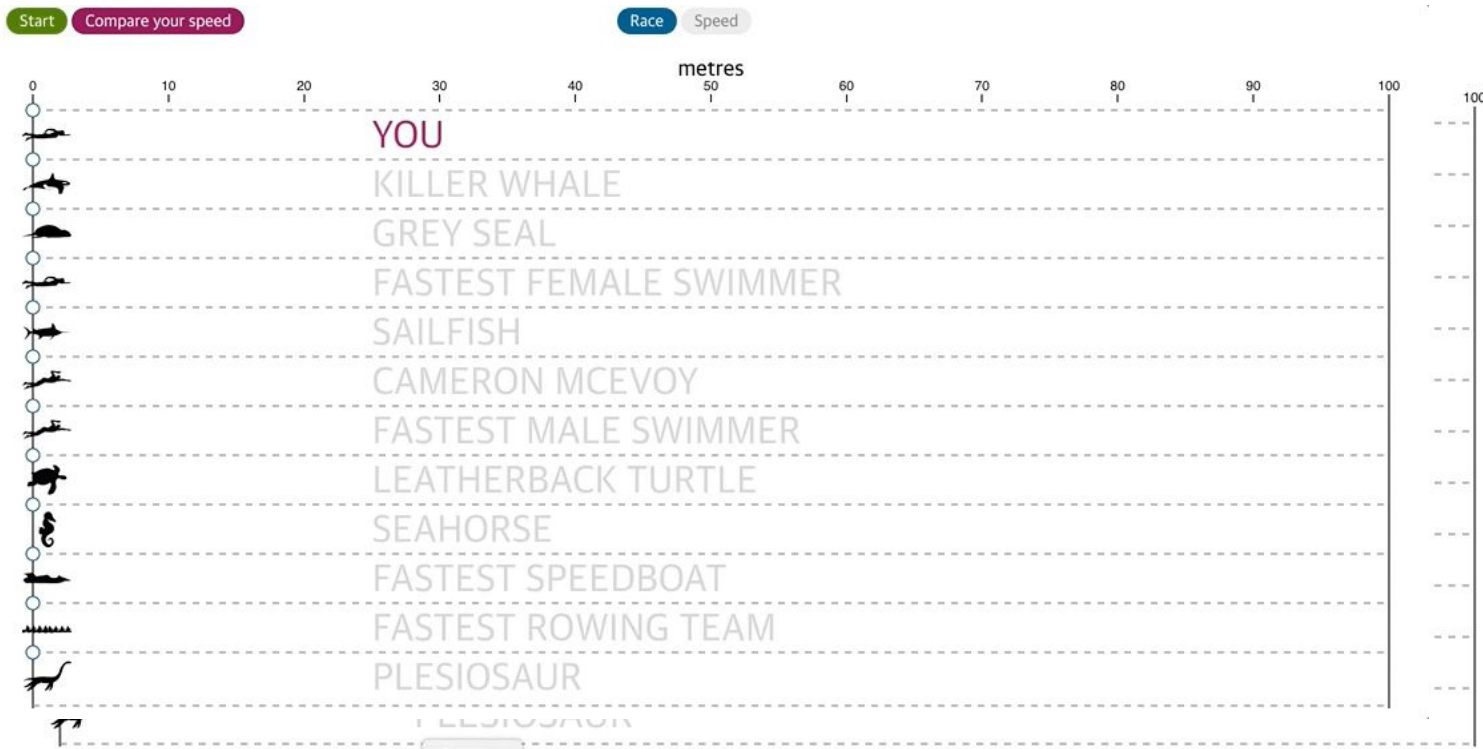 Start Compare your speed Race Speed
metres
0 10 20 30 40 50 60 70 80 90 100 100
YOU
KILLER WHALE
GREY SEAL
FASTEST FEMALE SWIMMER
SAILFISH
CAMERON MCEVOY
FASTEST MALE SWIMMER
LEATHERBACK TURTLE
SEAHORSE
FASTEST SPEEDBOAT
FASTEST ROWING TEAM
PLESIOSAUR
PLESIOSAUR